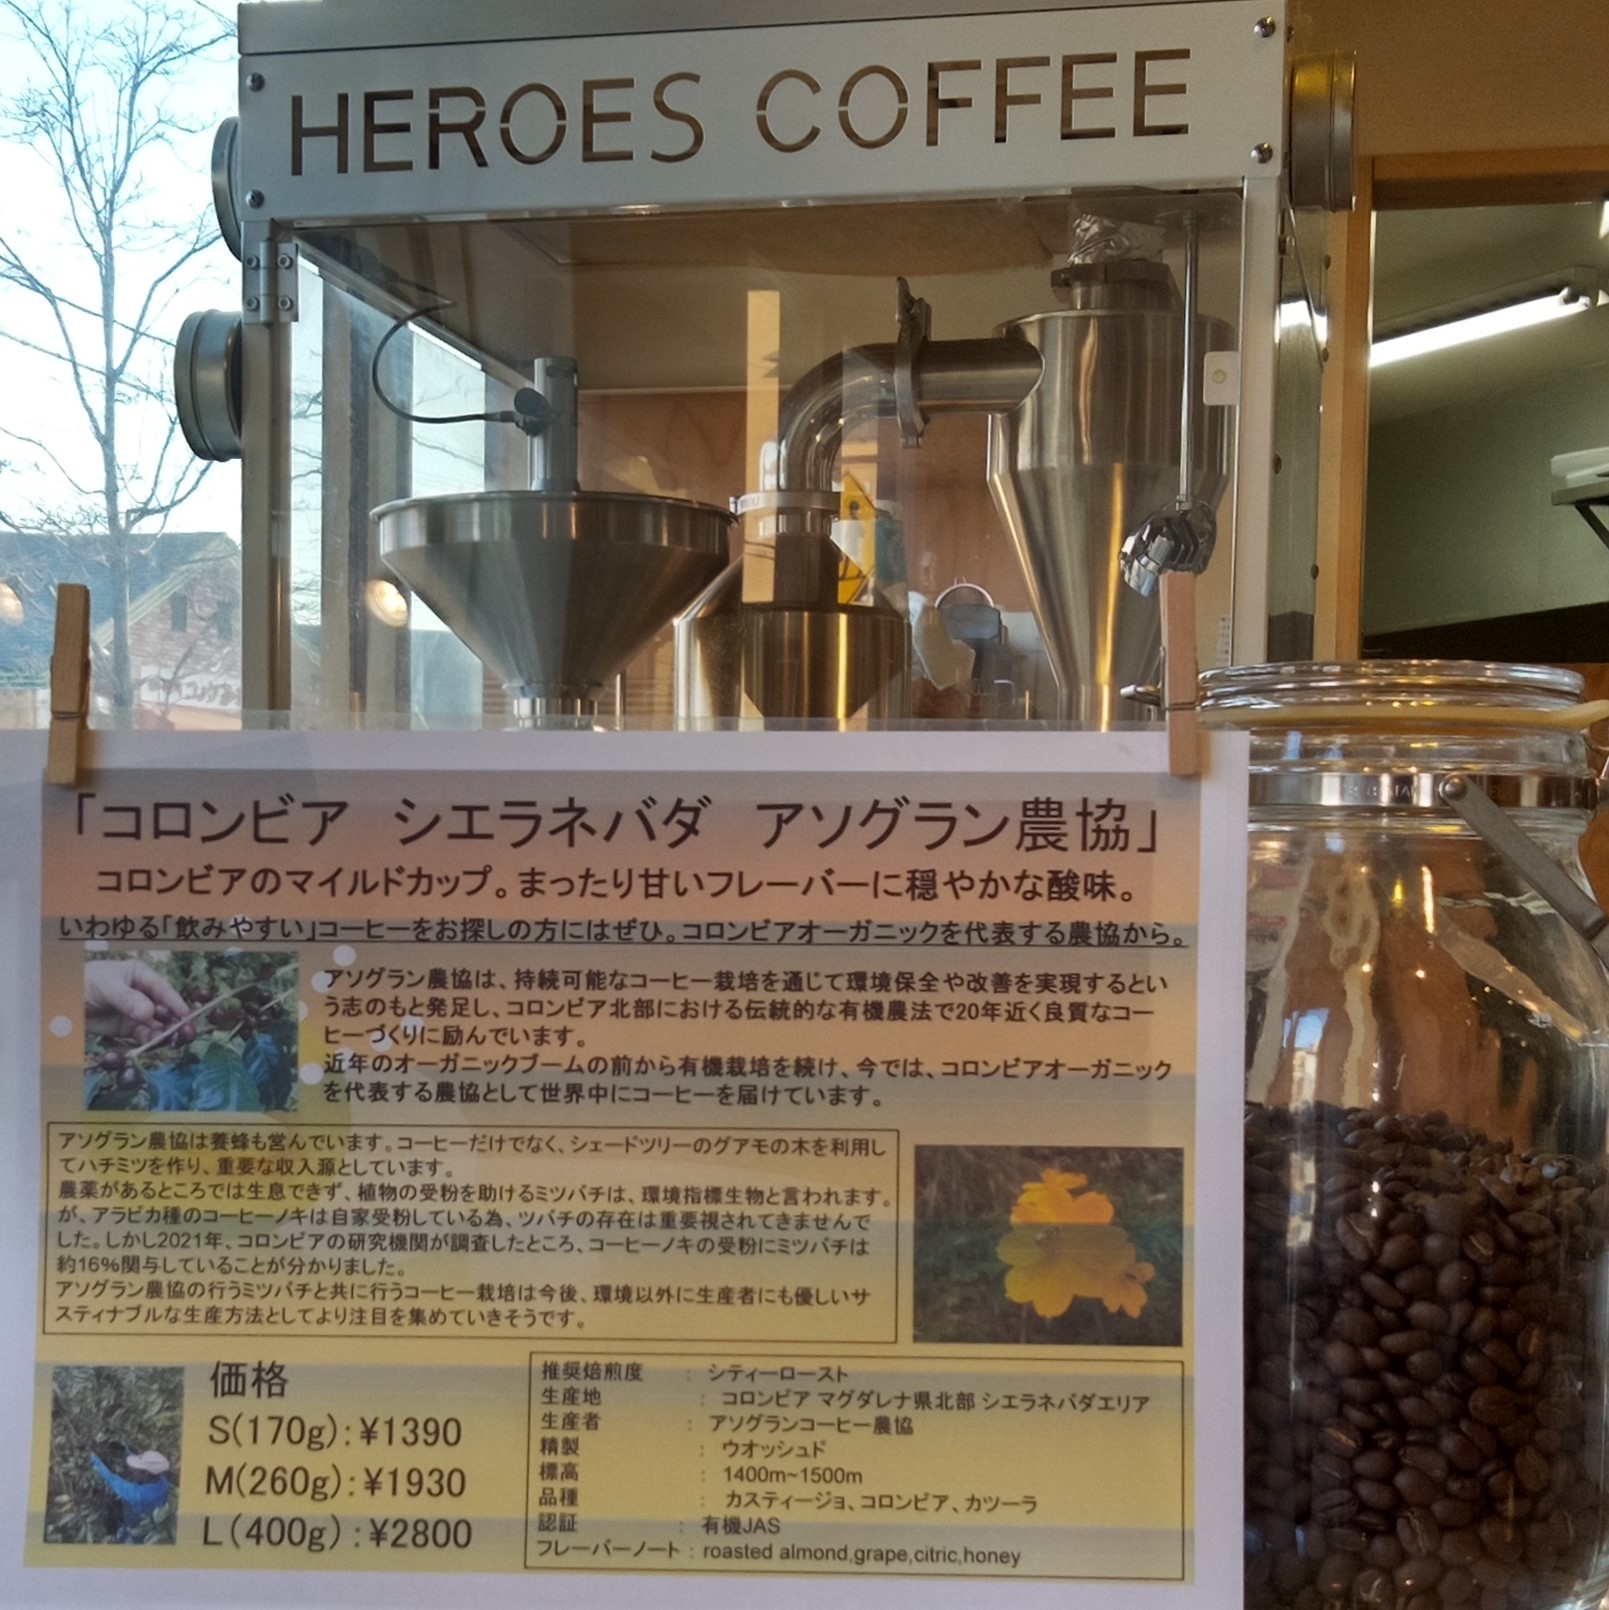 HEROES COFFEE
「コロンビア シエラネバダ アソグラン農協」
コロンビアのマイルドカップ。まったり甘いフレーバーに穏やかな酸味。
いわゆる「飲みやすい」コーヒーをお探しの方にはぜひ。コロンビアオーガニックを代表する農協から。
アソグラン農協は、持続可能なコーヒー栽培を通じて環境保全や改善を実現するとい
う志のもと発足し、コロンビア北部における伝統的な有機農法で20年近く良質なコー
ヒーづくりに励んでいます。
近年のオーガニックブームの前から有機栽培を続け、今では、コロンビアオーガニック
を代表する農協として世界中にコーヒーを届けています。
アソグラン農協は養蜂も営んでいます。コーヒーだけでなく、シェードツリーのグアモの木を利用し
てハチミツを作り、重要な収入源としています。
農薬があるところでは生息できず、植物の受粉を助けるミツバチは、環境指標生物と言われます。
が、アラビカ種のコーヒーノキは自家受粉している為、ツバチの存在は重要視されてきませんで
した。しかし2021年、コロンビアの研究機関が調査したところ、コーヒーノキの受粉にミツバチは
約16%関与していることが分かりました。
アソグラン農協の行うミツバチと共に行うコーヒー栽培は今後、環境以外に生産者にも優しいサ
スティナブルな生産方法としてより注目を集めていきそうです。
価格
S(170g):¥1390
M(260g):¥1930
L(400g):¥2800
推奨焙煎度 : シティーロースト
生産地 : コロンビア マグダレナ県北部 シエラネバダエリア
生産者 : アソグランコーヒー農協
精製 : ウオッシュド
標高 : 1400m~1500m
品種 : カスティージョ、コロンビア、カツーラ
認証 : 有機JAS
フレーバーノート : roasted almond,grape,citric,honey